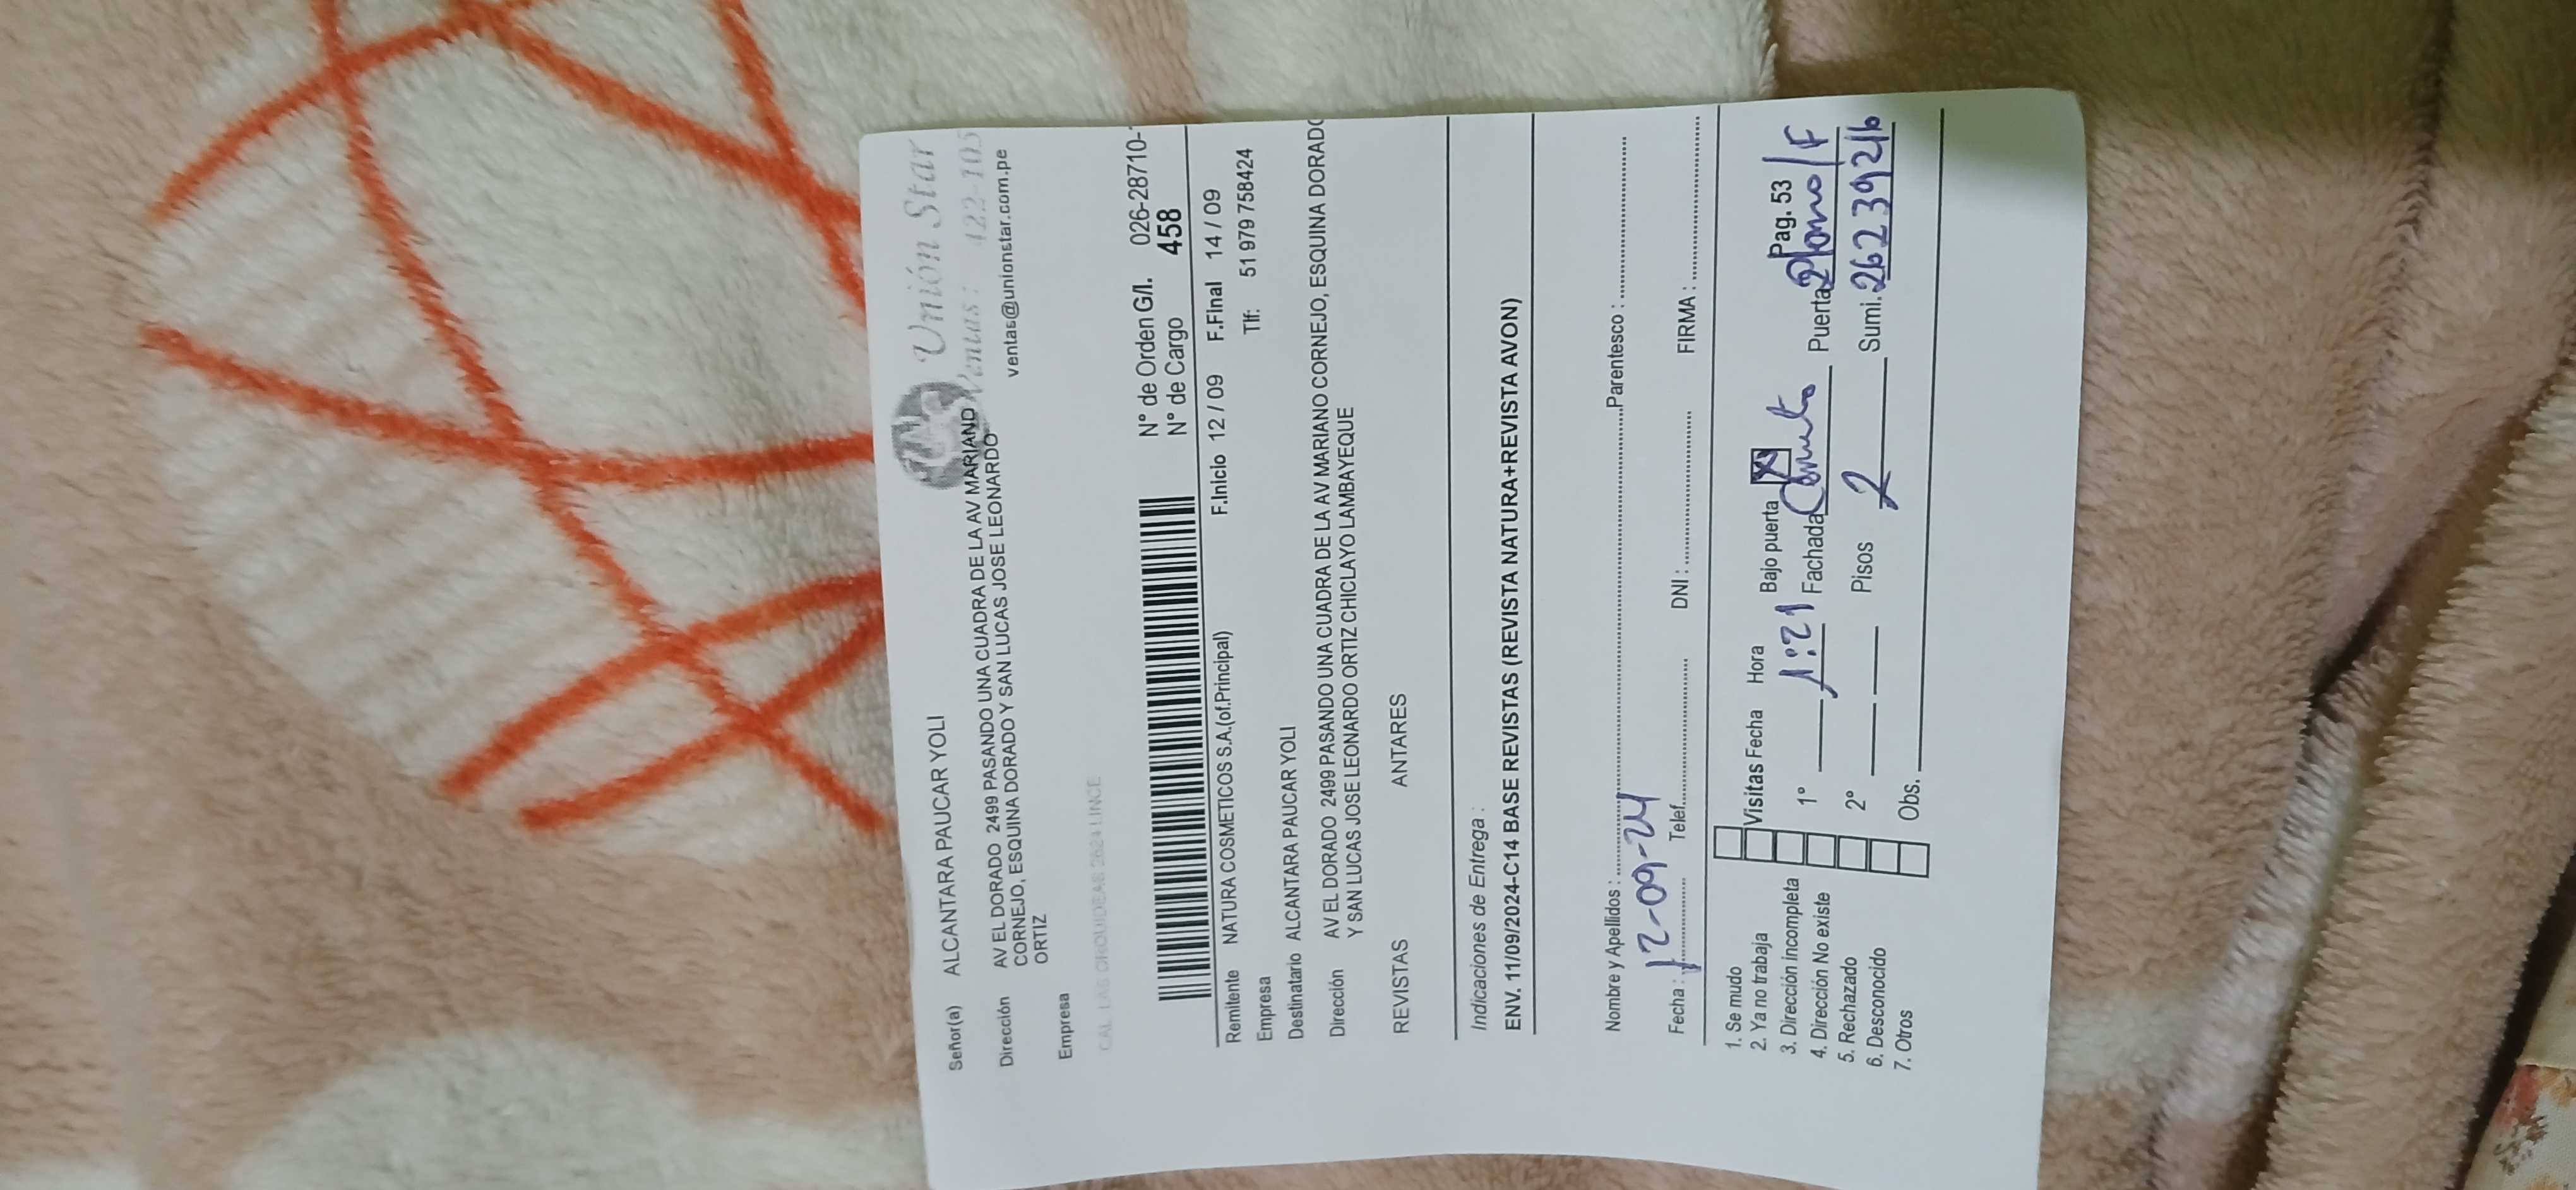 Unión Star
Ventas: 422-105
ventas@unionstar.com.pe
Señor(a) ALCANTARA PAUCAR YOLI
Dirección AV EL DORADO 2499 PASANDO UNA CUADRA DE LA AV MARIANO
CORNEJO, ESQUINA DORADO Y SAN LUCAS JOSE LEONARDO
ORTIZ
Empresa
CAL. LAS ORQUIDEAS 2624 LINCE
N° de Orden G/I. 026-28710-
N° de Cargo 458
Remitente NATURA COSMETICOS S.A.(of.Principal) F.Inicio 12 / 09 F.Final 14 / 09
Empresa Tlf: 51 979 758424
Destinatario ALCANTARA PAUCAR YOLI
Dirección AV EL DORADO 2499 PASANDO UNA CUADRA DE LA AV MARIANO CORNEJO, ESQUINA DORADO
Y SAN LUCAS JOSE LEONARDO ORTIZ CHICLAYO LAMBAYEQUE
REVISTAS ANTARES
Indicaciones de Entrega :
ENV. 11/09/2024-C14 BASE REVISTAS (REVISTA NATURA+REVISTA AVON)
Nombre y Apellidos : Parentesco :
Fecha : 12-09-24 Telef. DNI : FIRMA :
1. Se mudo
2. Ya no trabaja
3. Dirección incompleta
4. Dirección No existe
5. Rechazado
6. Desconocido
7. Otros
Visitas Fecha Hora Bajo puerta X Pag. 53
1° 1:21 Fachada Puerta
2° Pisos 2 Sumi. 26239216
Obs.